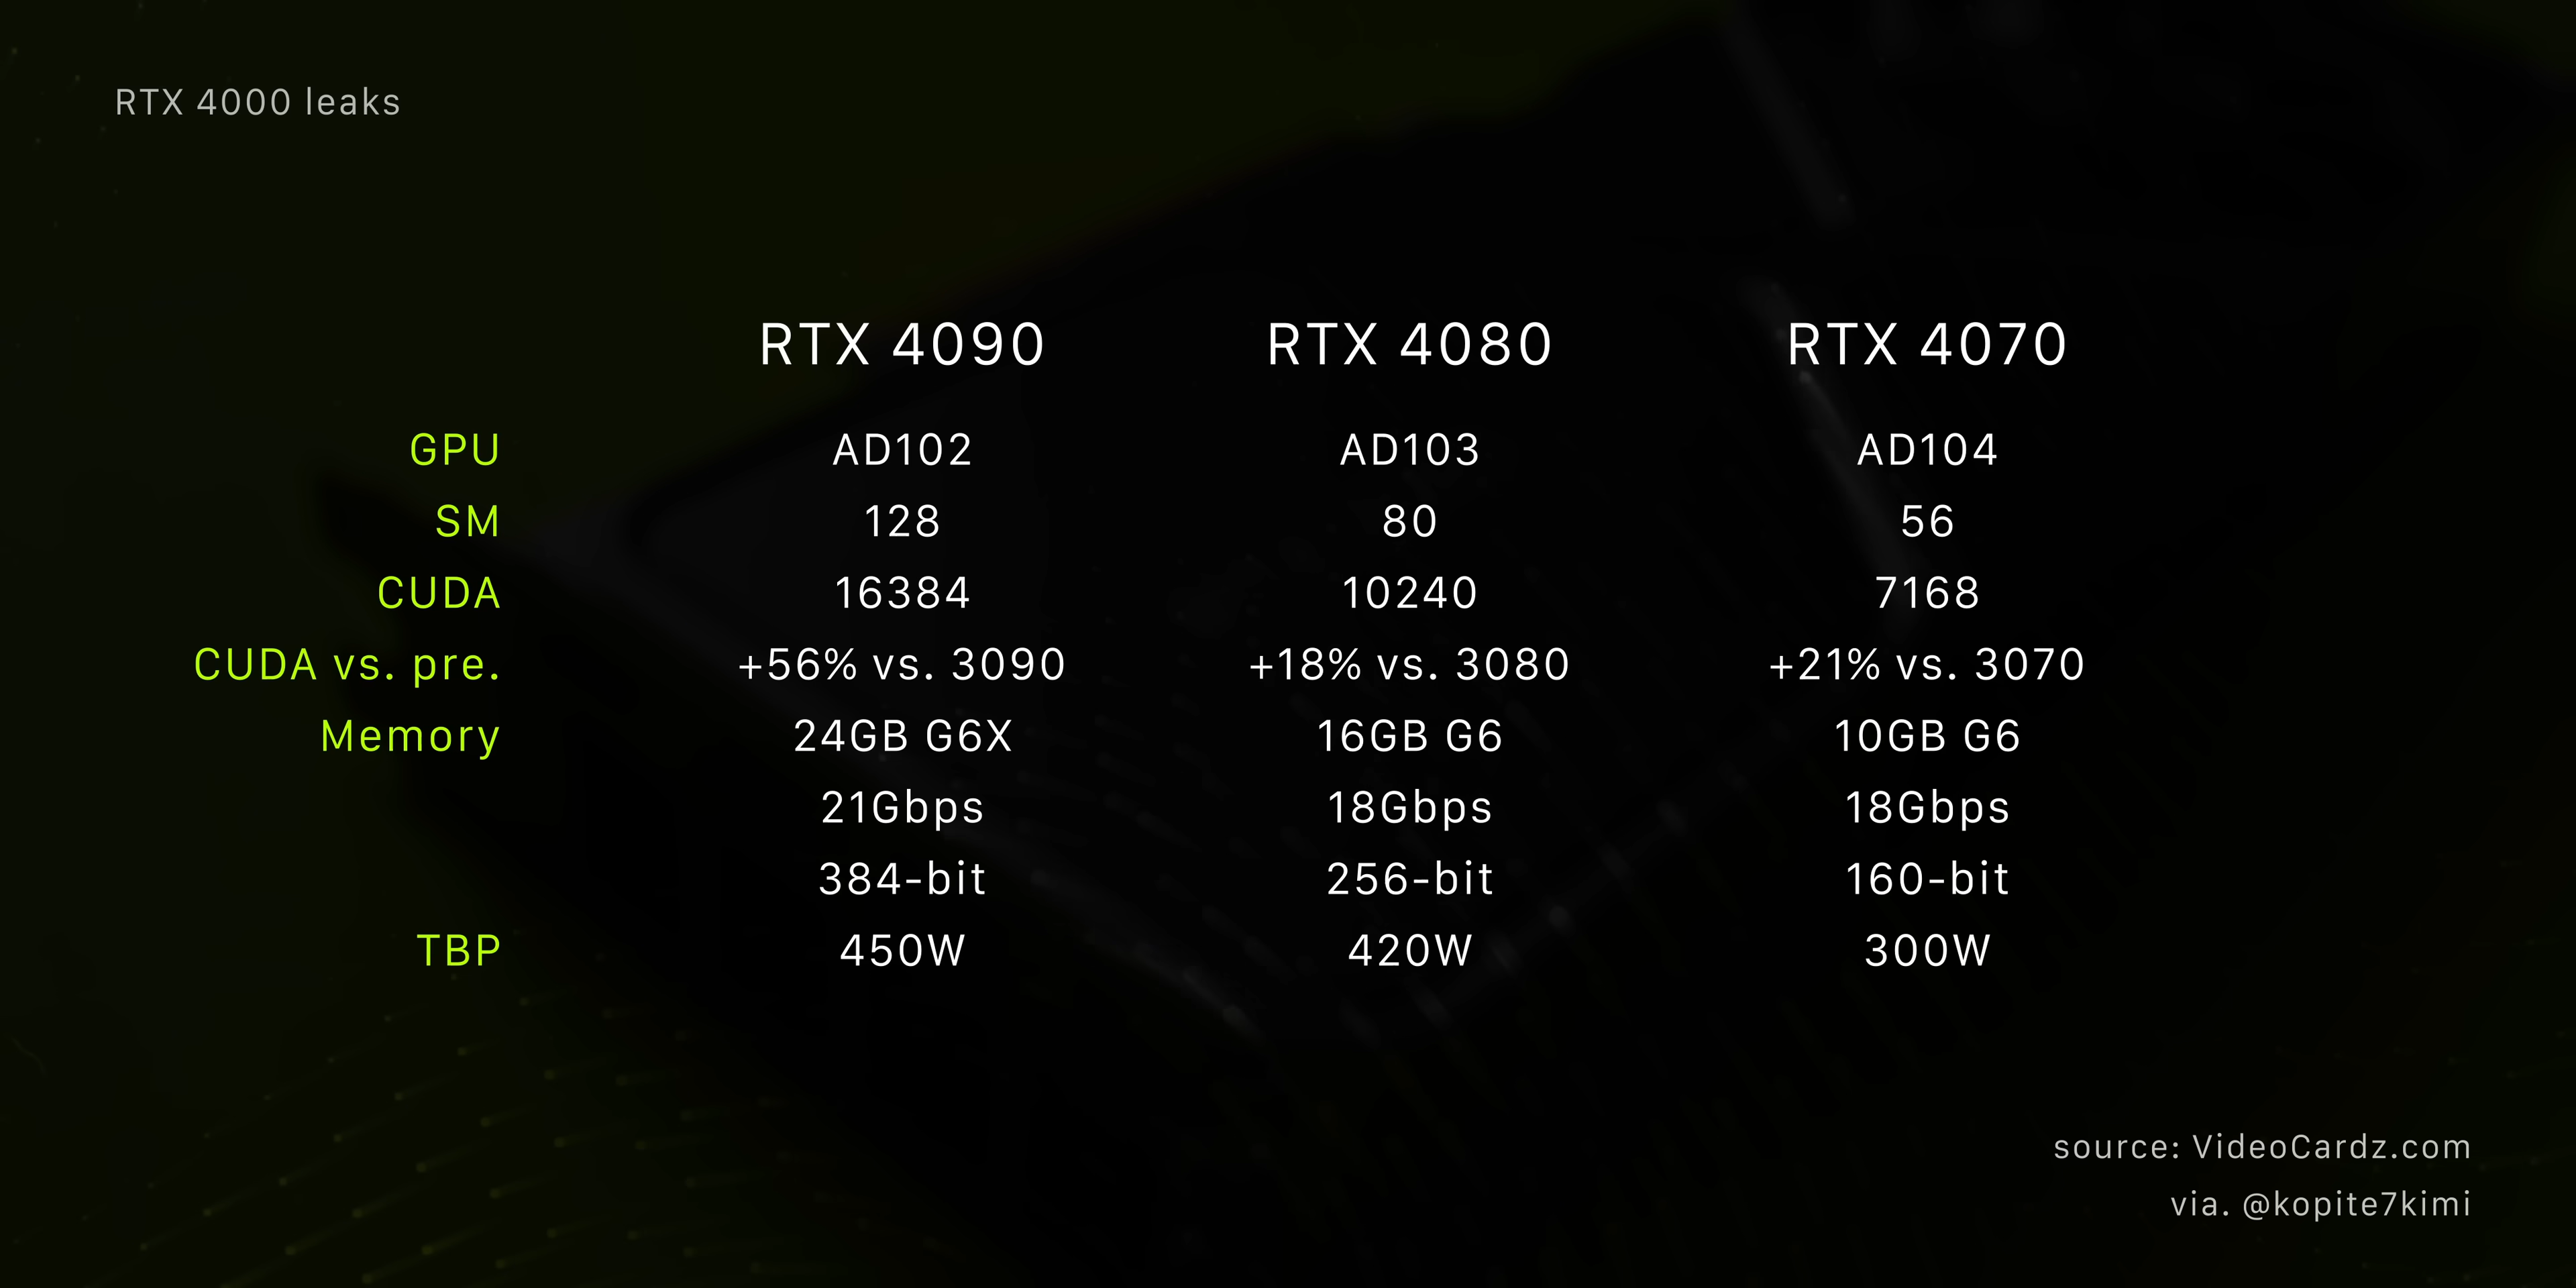 RTX 4000 leaks
RTX 4090 RTX 4080 RTX 4070
GPU AD102 AD103 AD104
SM 128 80 56
CUDA 16384 10240 7168
CUDA vs. pre. +56% vs. 3090 +18% vs. 3080 +21% vs. 3070
Memory 24GB G6X 16GB G6 10GB G6
21Gbps 18Gbps 18Gbps
384-bit 256-bit 160-bit
TBP 450W 420W 300W
source: VideoCardz.com
via. @kopite7kimi